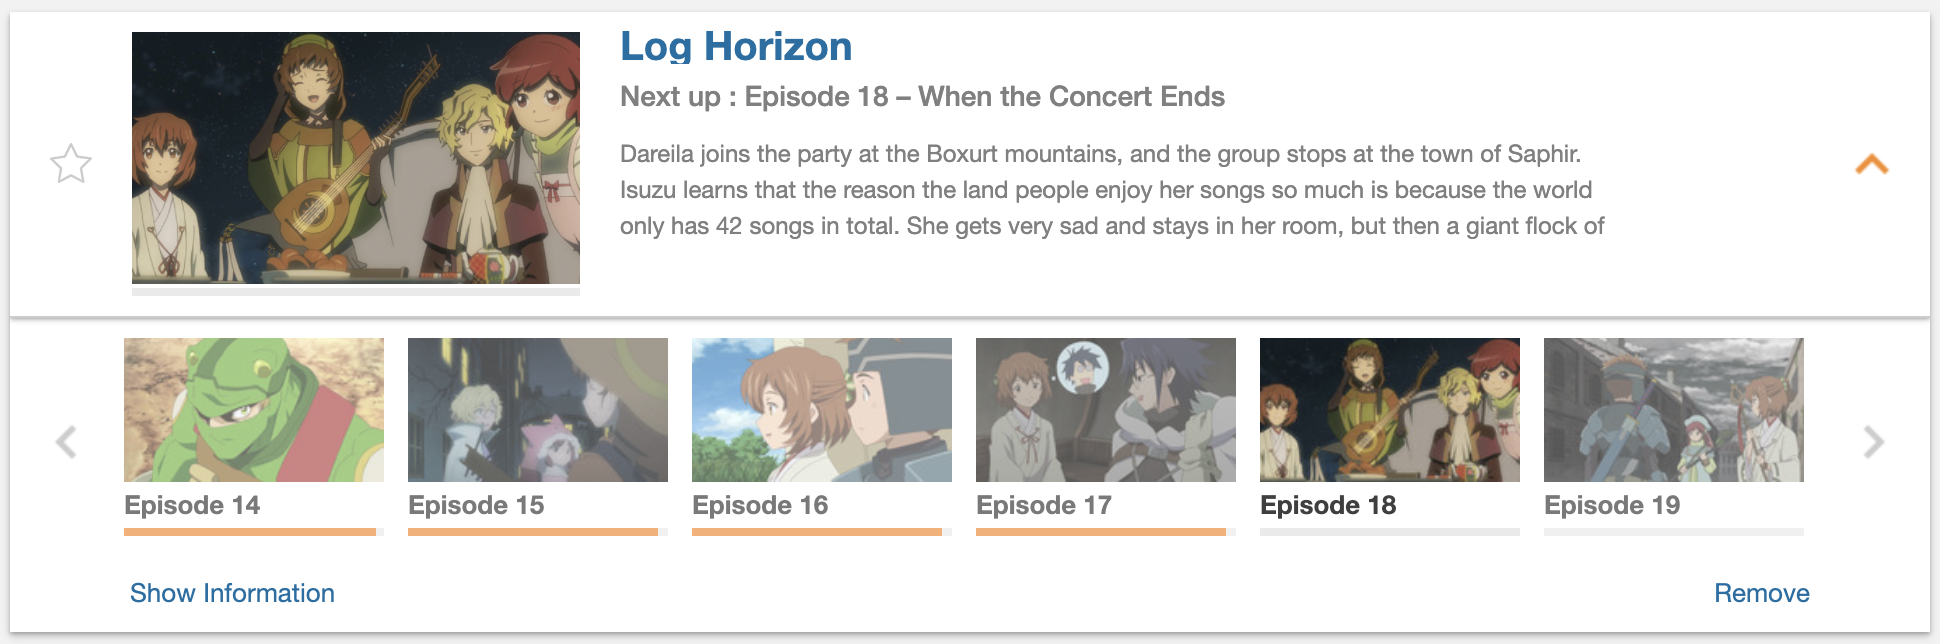 Log Horizon
Next up : Episode 18 – When the Concert Ends
Dareila joins the party at the Boxurt mountains, and the group stops at the town of Saphir.
Isuzu learns that the reason the land people enjoy her songs so much is because the world
only has 42 songs in total. She gets very sad and stays in her room, but then a giant flock of
Episode 14
Episode 15
Episode 16
Episode 17
Episode 18
Episode 19
Show Information
Remove